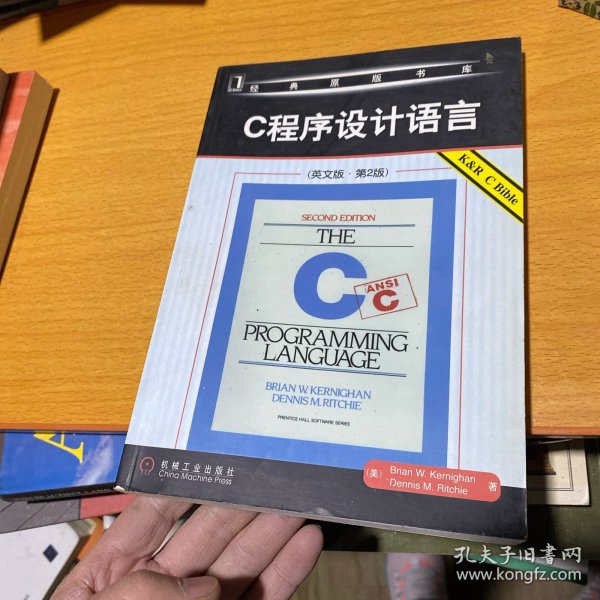 经典原版书库
C程序设计语言
(英文版·第2版)
K&R C Bible
SECOND EDITION
THE
C
ANSI
C
PROGRAMMING
LANGUAGE
BRIAN W. KERNIGHAN
DENNIS M. RITCHIE
PRENTICE HALL SOFTWARE SERIES
机械工业出版社
China Machine Press
(美) Brian W. Kernighan
Dennis M. Ritchie 著
孔夫子旧書网
www.kongfz.com